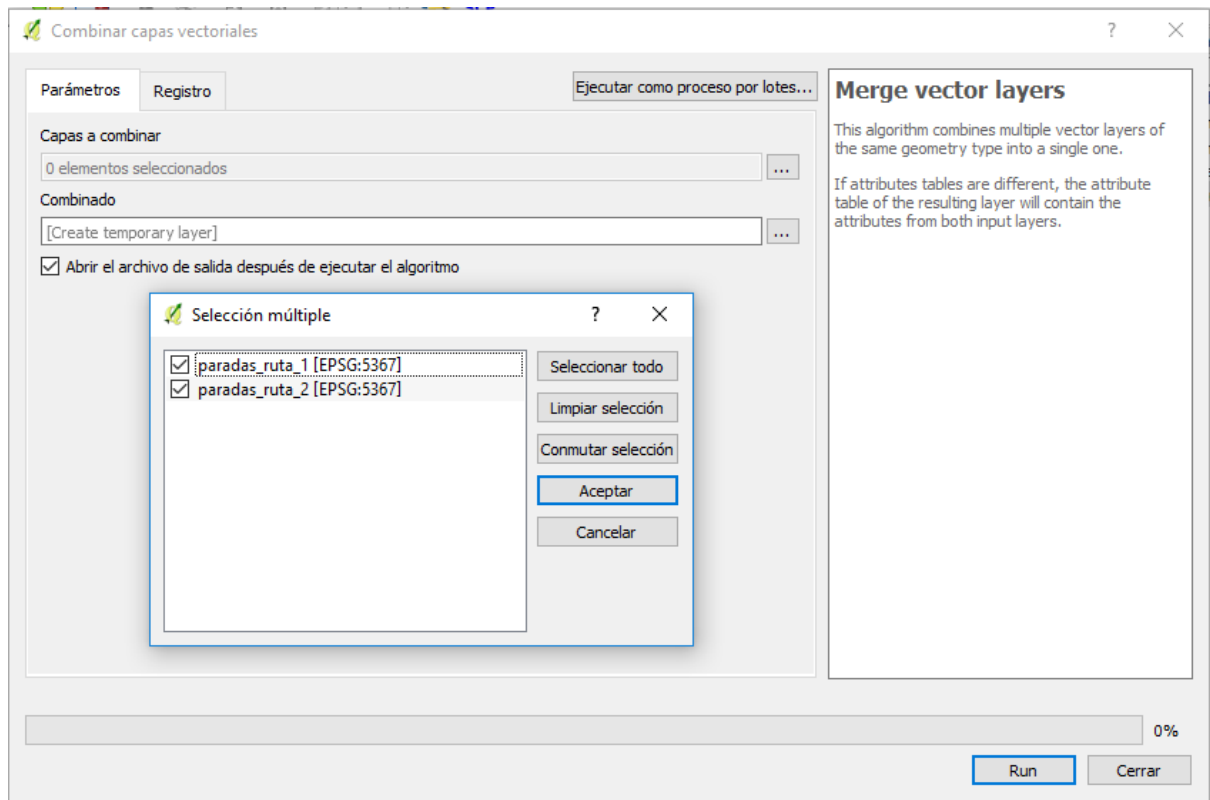 Combinar capas vectoriales
?
Parámetros
Registro
Ejecutar como proceso por lotes...
Capas a combinar
0 elementos seleccionados
...
Combinado
[Create temporary layer]
...
Abrir el archivo de salida después de ejecutar el algoritmo
Selección múltiple
?
paradas_ruta_1 [EPSG:5367]
paradas_ruta_2 [EPSG:5367]
Seleccionar todo
Limpiar selección
Conmutar selección
Aceptar
Cancelar
Merge vector layers
This algorithm combines multiple vector layers of
the same geometry type into a single one.
If attributes tables are different, the attribute
table of the resulting layer will contain the
attributes from both input layers.
0%
Run
Cerrar